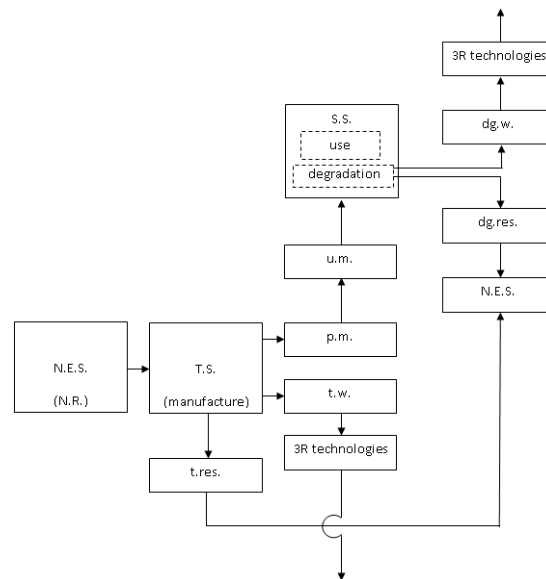 3R technologies
S.S.
use
degradation
dg.w.
dg.res.
u.m.
N.E.S.
p.m.
N.E.S.
(N.R.)
T.S.
(manufacture)
t.w.
3R technologies
t.res.